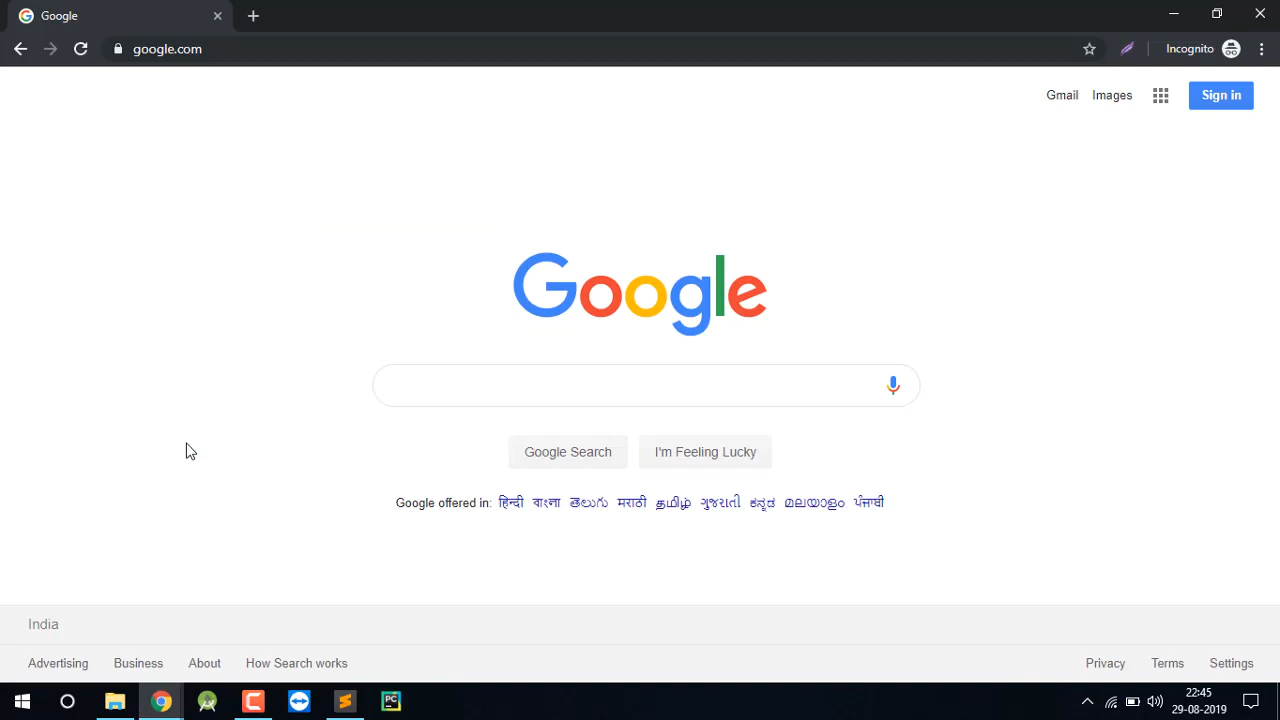 Google
google.com
Incognito
Gmail Images Sign in
Google
Google Search I'm Feeling Lucky
Google offered in: हिन्दी বাংলা తెలుగు मराठी தமிழ் ગુજરાતી ಕನ್ನಡ മലയാളം ਪੰਜਾਬੀ
India
Advertising Business About How Search works Privacy Terms Settings
PC
22:45
29-08-2019